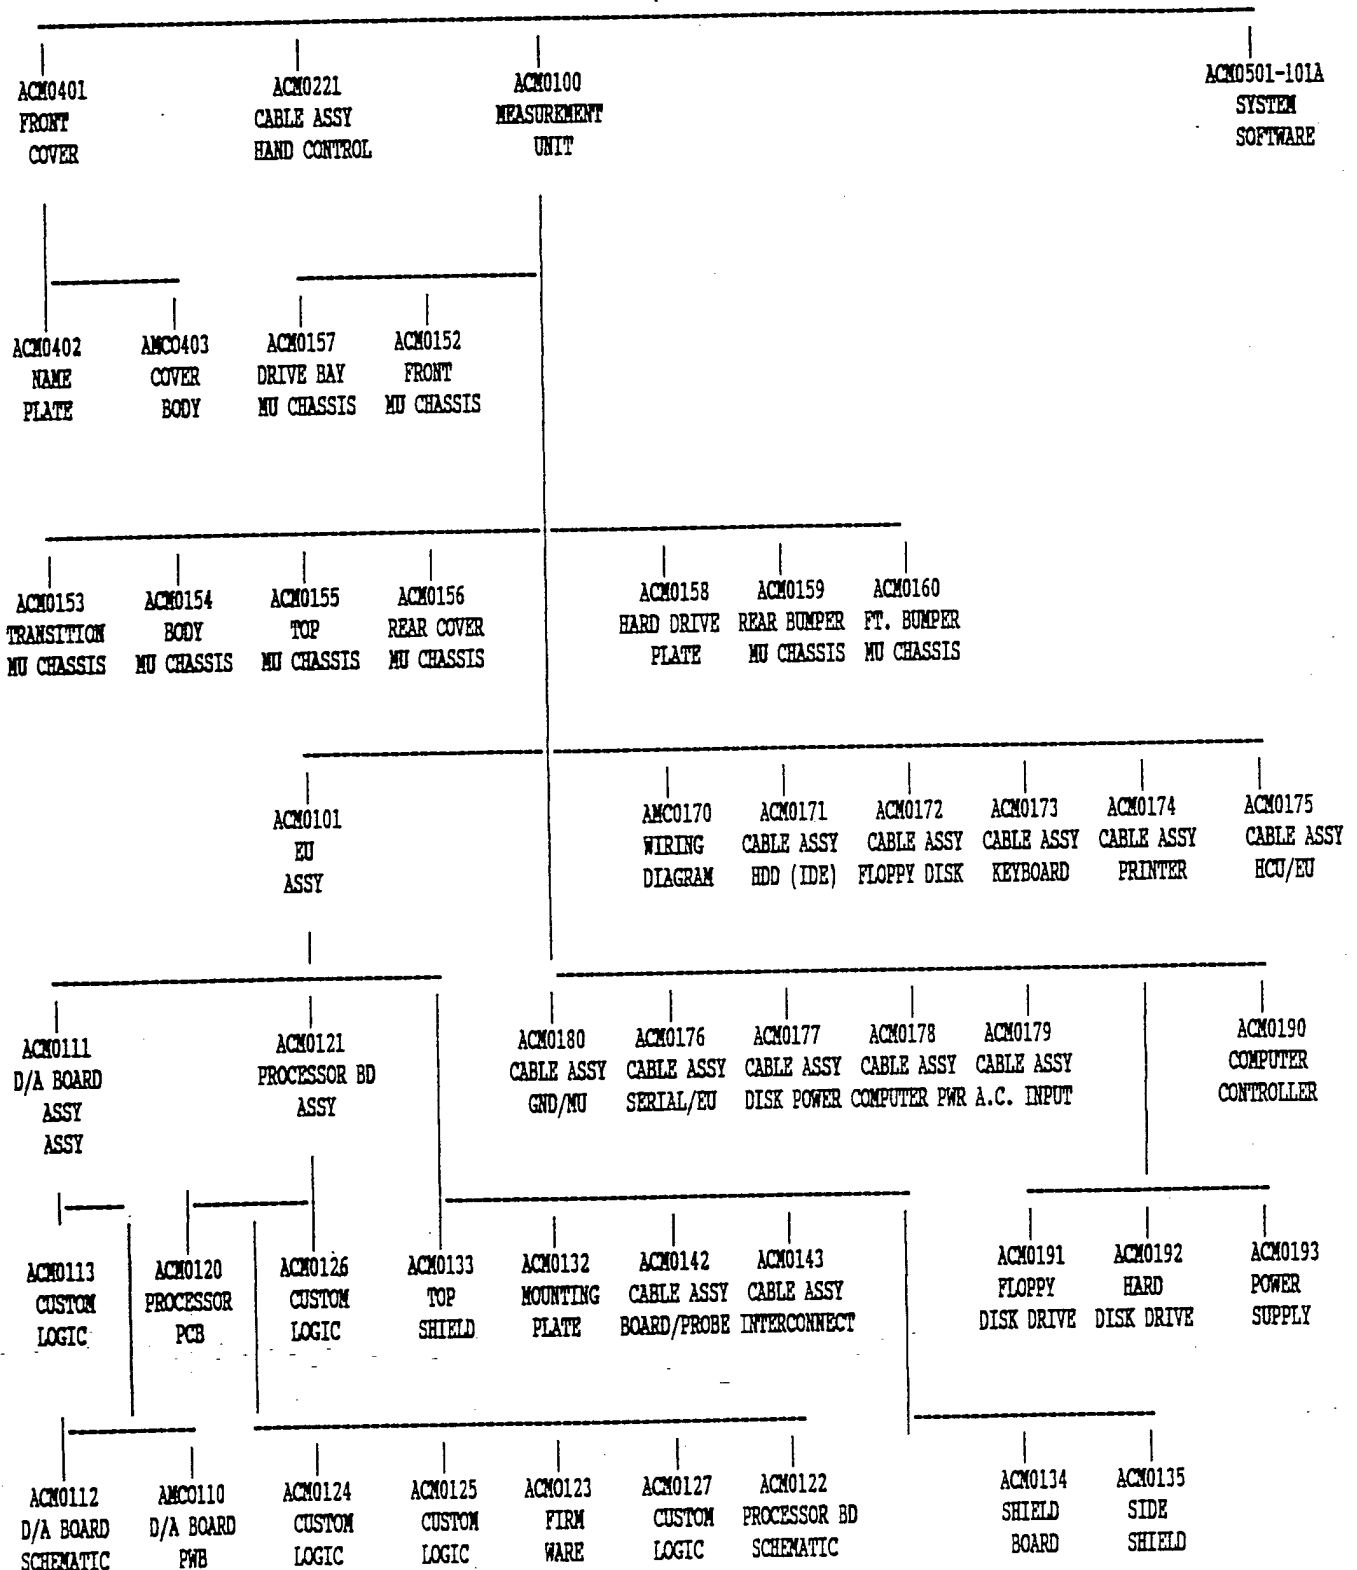 ACM0401
FRONT
COVER
ACM0221
CABLE ASSY
HAND CONTROL
ACM0100
MEASUREMENT
UNIT
ACM0501-101A
SYSTEM
SOFTWARE
ACM0402
NAME
PLATE
AMC0403
COVER
BODY
ACM0157
DRIVE BAY
MU CHASSIS
ACM0152
FRONT
MU CHASSIS
ACM0153
TRANSITION
MU CHASSIS
ACM0154
BODY
MU CHASSIS
ACM0155
TOP
MU CHASSIS
ACM0156
REAR COVER
MU CHASSIS
ACM0158
HARD DRIVE
PLATE
ACM0159
REAR BUMPER
MU CHASSIS
ACM0160
FT. BUMPER
MU CHASSIS
ACM0101
EU
ASSY
AMC0170
WIRING
DIAGRAM
ACM0171
CABLE ASSY
HDD (IDE)
ACM0172
CABLE ASSY
FLOPPY DISK
ACM0173
CABLE ASSY
KEYBOARD
ACM0174
CABLE ASSY
PRINTER
ACM0175
CABLE ASSY
HCU/EU
ACM0111
D/A BOARD
ASSY
ASSY
ACM0121
PROCESSOR BD
ASSY
ACM0180
CABLE ASSY
GND/MU
ACM0176
CABLE ASSY
SERIAL/EU
ACM0177
CABLE ASSY
DISK POWER
ACM0178
CABLE ASSY
COMPUTER PWR
ACM0179
CABLE ASSY
A.C. INPUT
ACM0190
COMPUTER
CONTROLLER
ACM0113
CUSTOM
LOGIC
ACM0120
PROCESSOR
PCB
ACM0126
CUSTOM
LOGIC
ACM0133
TOP
SHIELD
ACM0132
MOUNTING
PLATE
ACM0142
CABLE ASSY
BOARD/PROBE
ACM0143
CABLE ASSY
INTERCONNECT
ACM0191
FLOPPY
DISK DRIVE
ACM0192
HARD
DISK DRIVE
ACM0193
POWER
SUPPLY
ACM0112
D/A BOARD
SCHEMATIC
AMC0110
D/A BOARD
PWB
ACM0124
CUSTOM
LOGIC
ACM0125
CUSTOM
LOGIC
ACM0123
FIRM
WARE
ACM0127
CUSTOM
LOGIC
ACM0122
PROCESSOR BD
SCHEMATIC
ACM0134
SHIELD
BOARD
ACM0135
SIDE
SHIELD